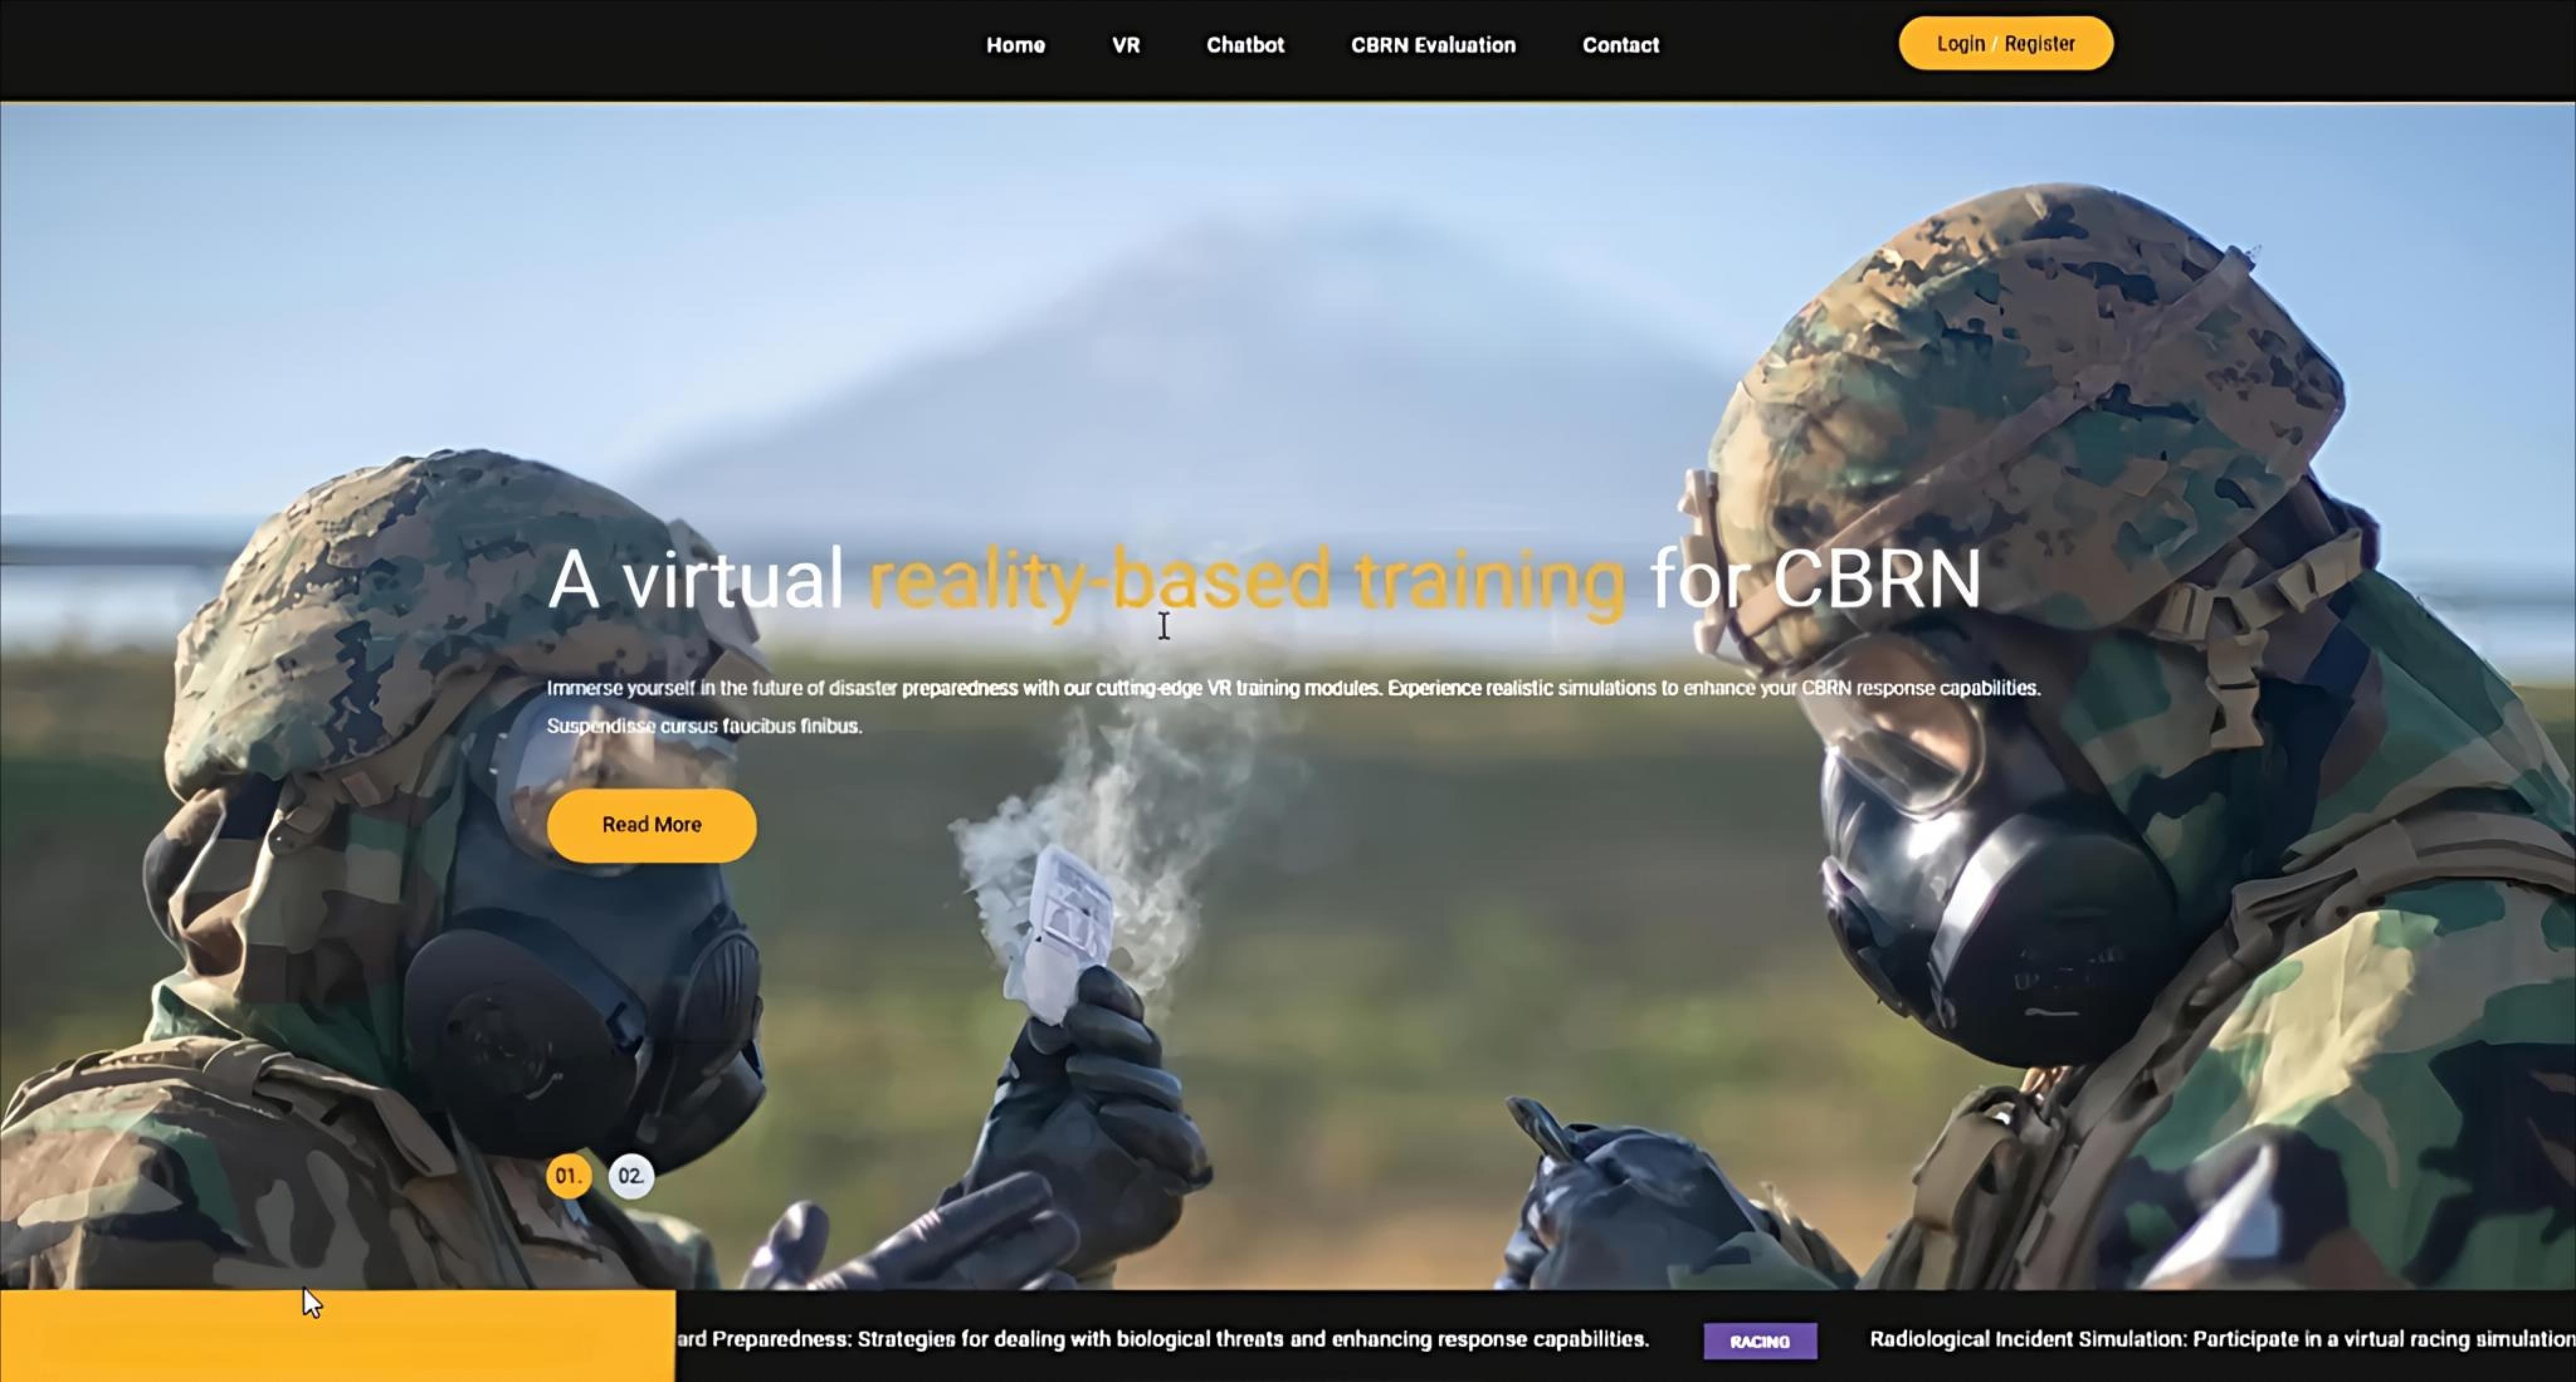 Home VR Chatbot CBRN Evaluation Contact Login / Register
A virtual reality-based training for CBRN
Immerse yourself in the future of disaster preparedness with our cutting-edge VR training modules. Experience realistic simulations to enhance your CBRN response capabilities.
Suspendisse cursus faucibus finibus.
Read More
01. 02.
ard Preparedness: Strategies for dealing with biological threats and enhancing response capabilities. RACING Radiological Incident Simulation: Participate in a virtual racing simulation